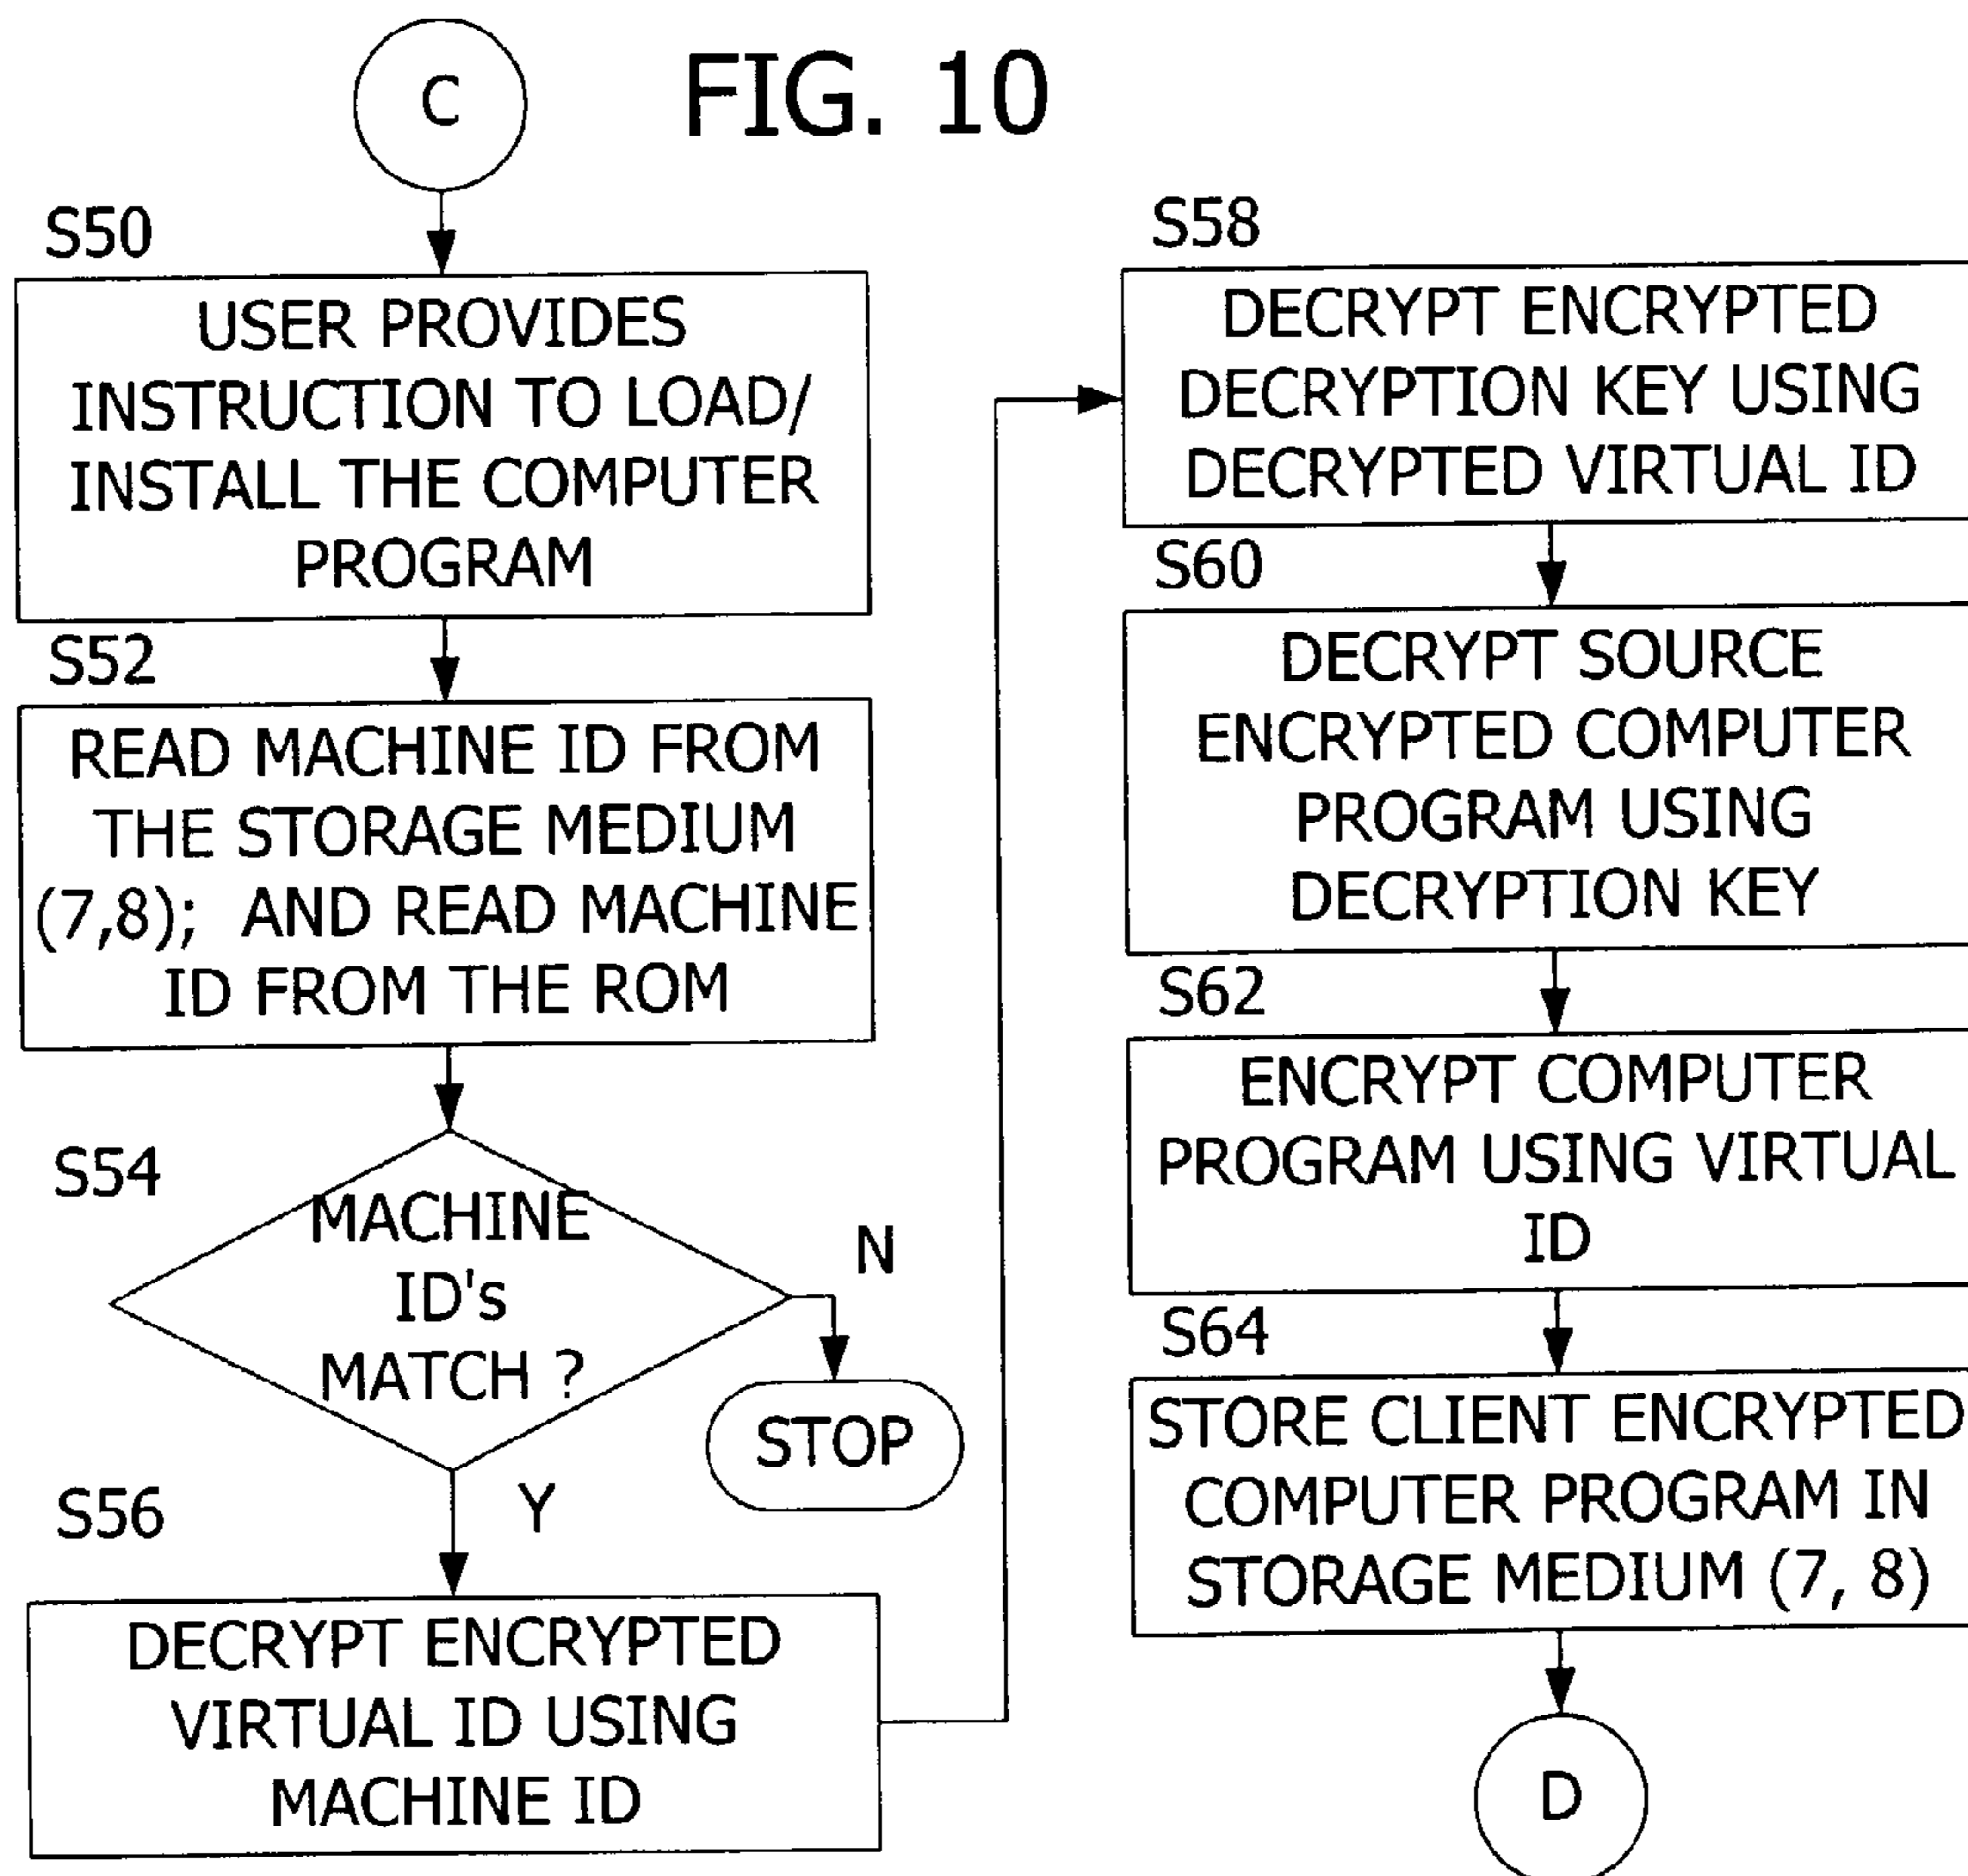 FIG. 10
C
S50
USER PROVIDES
INSTRUCTION TO LOAD/
INSTALL THE COMPUTER
PROGRAM
S52
READ MACHINE ID FROM
THE STORAGE MEDIUM
(7,8); AND READ MACHINE
ID FROM THE ROM
S54
MACHINE
ID's
MATCH ?
N
STOP
Y
S56
DECRYPT ENCRYPTED
VIRTUAL ID USING
MACHINE ID
S58
DECRYPT ENCRYPTED
DECRYPTION KEY USING
DECRYPTED VIRTUAL ID
S60
DECRYPT SOURCE
ENCRYPTED COMPUTER
PROGRAM USING
DECRYPTION KEY
S62
ENCRYPT COMPUTER
PROGRAM USING VIRTUAL
ID
S64
STORE CLIENT ENCRYPTED
COMPUTER PROGRAM IN
STORAGE MEDIUM (7, 8)
D